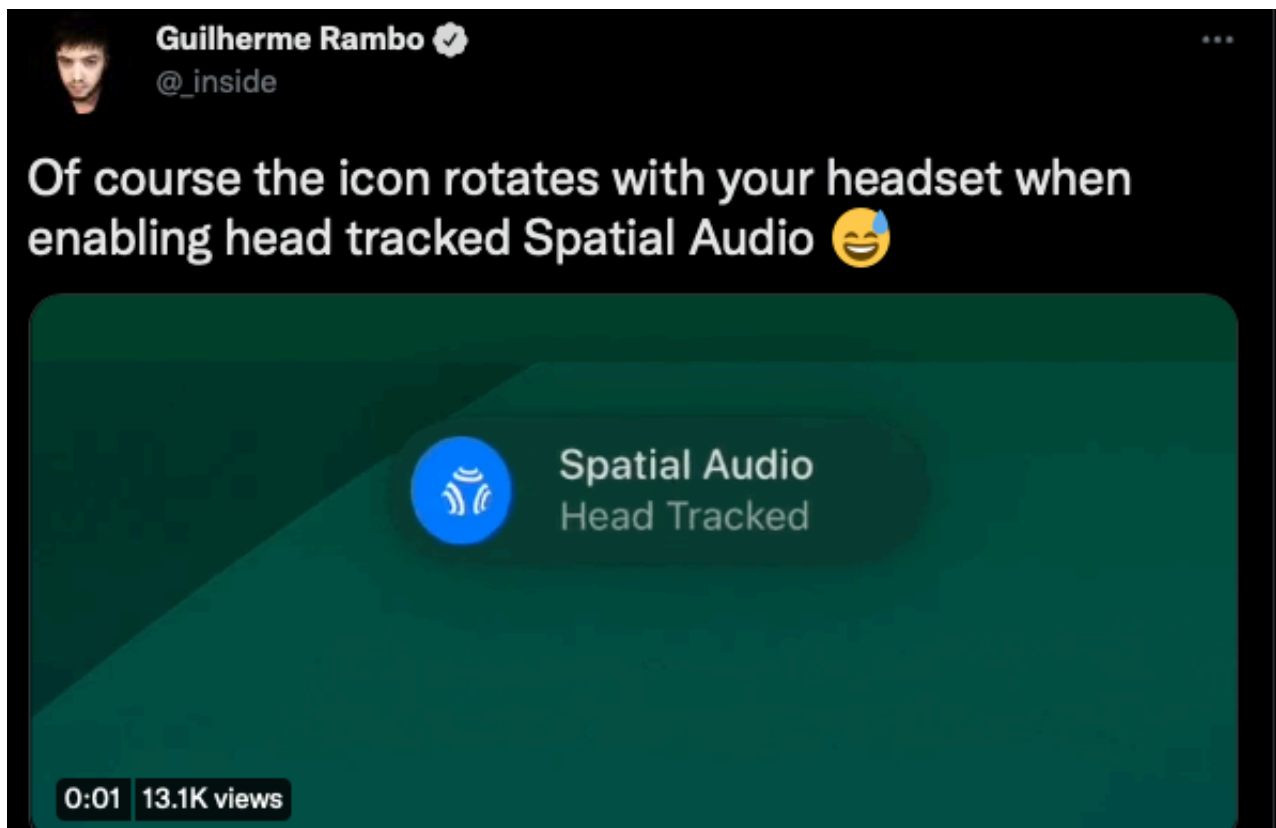 Guilherme Rambo
@_inside
Of course the icon rotates with your headset when
enabling head tracked Spatial Audio 😅
Spatial Audio
Head Tracked
0:01 13.1K views